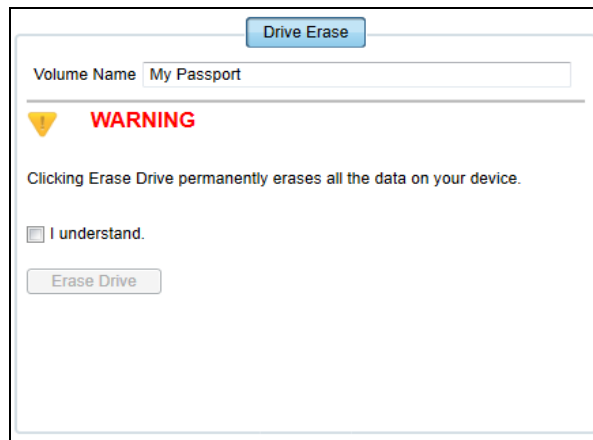 Drive Erase
Volume Name My Passport
WARNING
Clicking Erase Drive permanently erases all the data on your device.
I understand.
Erase Drive